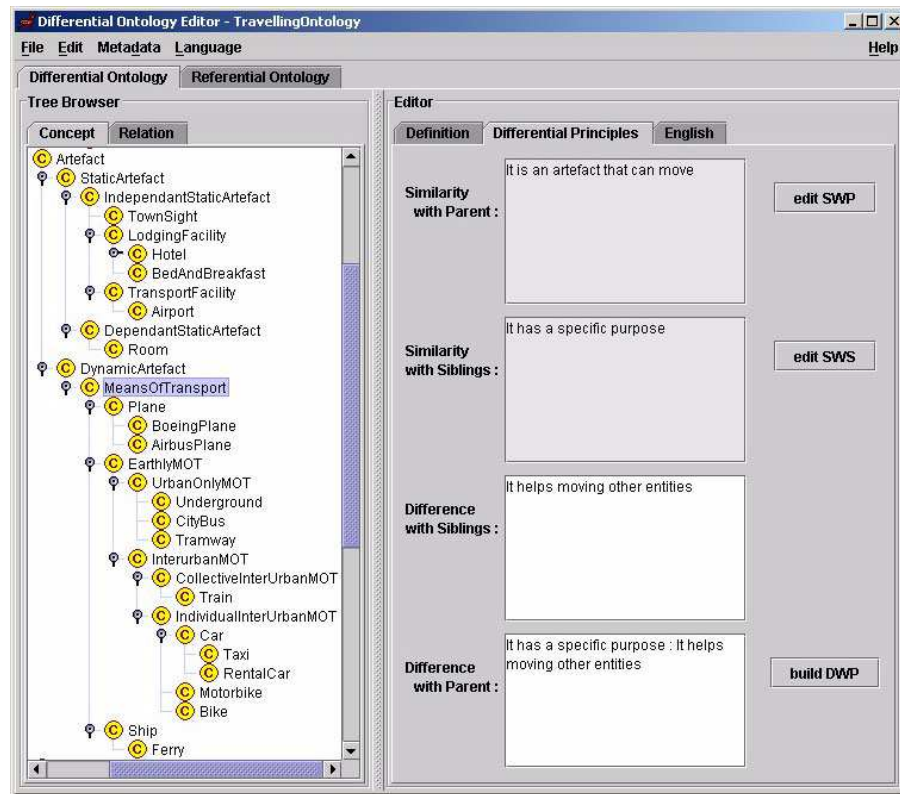 Differential Ontology Editor - TravellingOntology
File Edit Metadata Language Help
Differential Ontology Referential Ontology
Tree Browser
Concept Relation
C Artefact
C StaticArtefact
C IndependantStaticArtefact
C TownSight
C LodgingFacility
C Hotel
C BedAndBreakfast
C TransportFacility
C Airport
C DependantStaticArtefact
C Room
C DynamicArtefact
C MeansOfTransport
C Plane
C BoeingPlane
C AirbusPlane
C EarthlyMOT
C UrbanOnlyMOT
C Underground
C CityBus
C Tramway
C InterurbanMOT
C CollectiveInterUrbanMOT
C Train
C IndividualInterUrbanMOT
C Car
C Taxi
C RentalCar
C Motorbike
C Bike
C Ship
C Ferry
Editor
Definition Differential Principles English
Similarity
with Parent :
It is an artefact that can move
edit SWP
Similarity
with Siblings :
It has a specific purpose
edit SWS
Difference
with Siblings :
It helps moving other entities
Difference
with Parent :
It has a specific purpose : It helps
moving other entities
build DWP